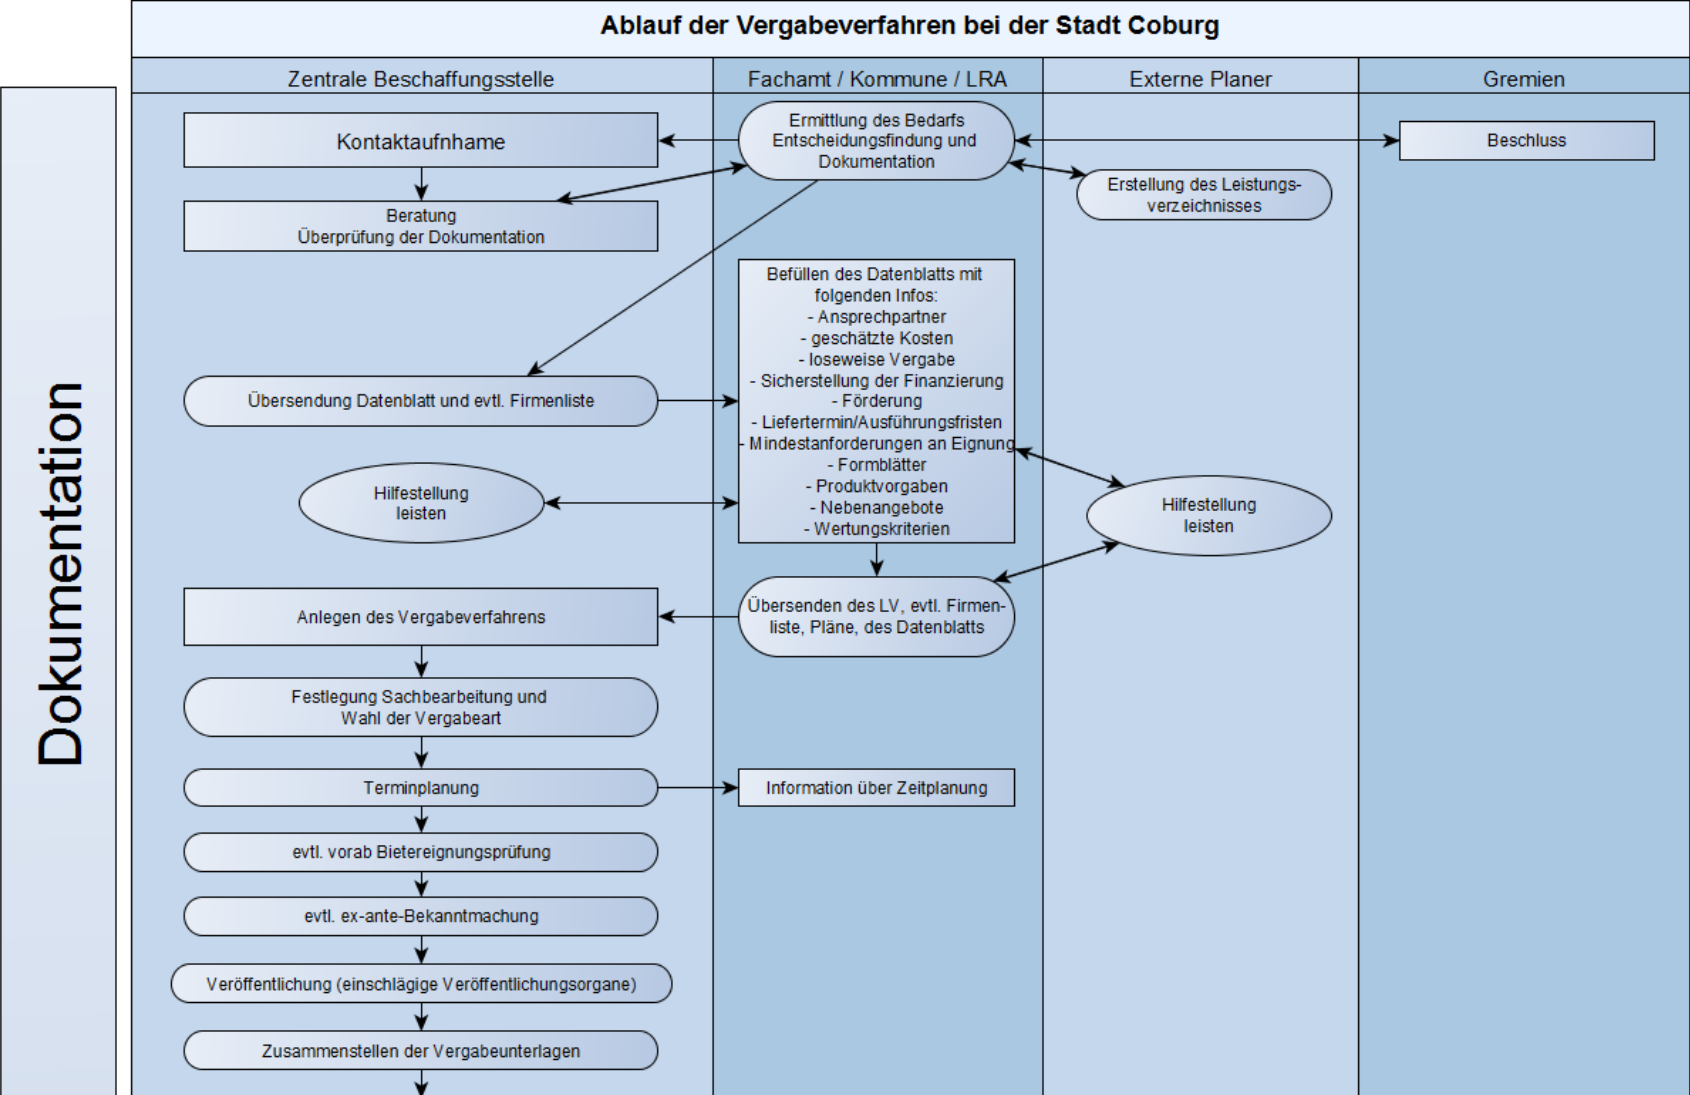 Ablauf der Vergabeverfahren bei der Stadt Coburg
Zentrale Beschaffungsstelle
Fachamt / Kommune / LRA
Externe Planer
Gremien
Dokumentation
Kontaktaufnhame
Ermittlung des Bedarfs
Entscheidungsfindung und
Dokumentation
Beschluss
Erstellung des Leistungs-
verzeichnisses
Beratung
Überprüfung der Dokumentation
Befüllen des Datenblatts mit
folgenden Infos:
- Ansprechpartner
- geschätzte Kosten
- loseweise Vergabe
- Sicherstellung der Finanzierung
- Förderung
- Liefertermin/Ausführungsfristen
- Mindestanforderungen an Eignung
- Formblätter
- Produktvorgaben
- Nebenangebote
- Wertungskriterien
Übersendung Datenblatt und evtl. Firmenliste
Hilfestellung
leisten
Hilfestellung
leisten
Übersenden des LV, evtl. Firmen-
liste, Pläne, des Datenblatts
Anlegen des Vergabeverfahrens
Festlegung Sachbearbeitung und
Wahl der Vergabeart
Terminplanung
Information über Zeitplanung
evtl. vorab Bietereignungsprüfung
evtl. ex-ante-Bekanntmachung
Veröffentlichung (einschlägige Veröffentlichungsorgane)
Zusammenstellen der Vergabeunterlagen